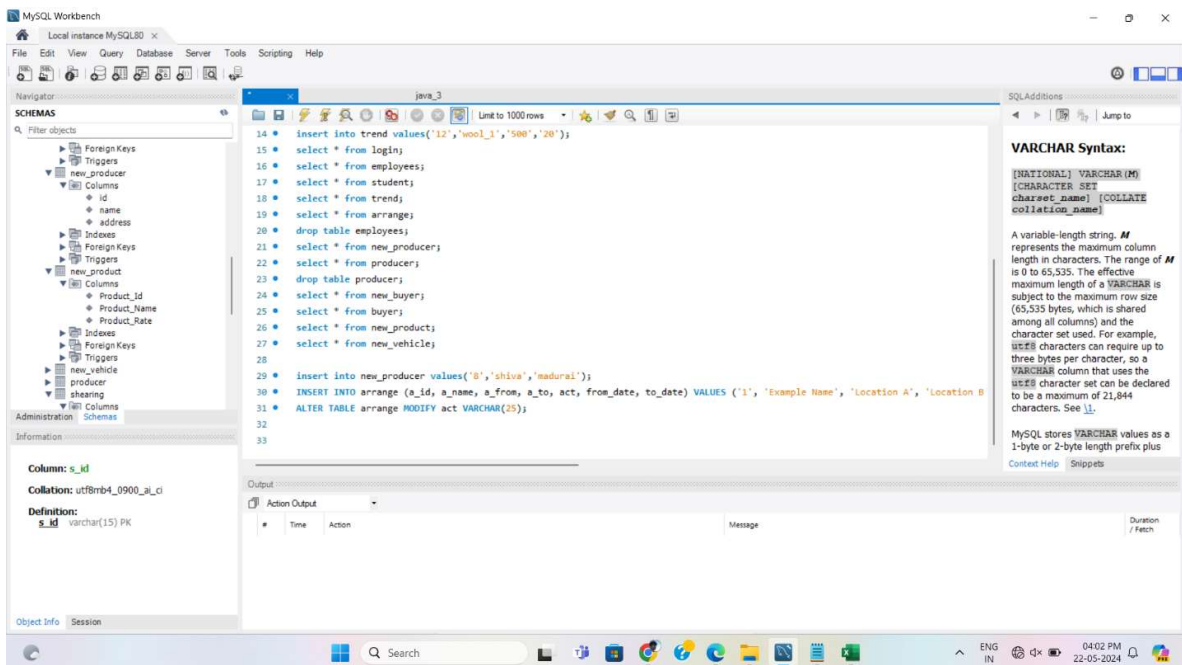 MySQL Workbench
Local instance MySQL80
File Edit View Query Database Server Tools Scripting Help
Navigator
SCHEMAS
Filter objects
Foreign Keys
Triggers
new_producer
Columns
id
name
address
Indexes
Foreign Keys
Triggers
new_product
Columns
Product_Id
Product_Name
Product_Rate
Indexes
Foreign Keys
Triggers
new_vehicle
producer
shearing
Columns
Administration Schemas
Information
Column: s_id
Collation: utf8mb4_0900_ai_ci
Definition:
s_id varchar(15) PK
Object Info Session
java_3
Limit to 1000 rows
14 insert into trend values('12','wool_1','500','20');
15 select * from login;
16 select * from employees;
17 select * from student;
18 select * from trend;
19 select * from arrange;
20 drop table employees;
21 select * from new_producer;
22 select * from producer;
23 drop table producer;
24 select * from new_buyer;
25 select * from buyer;
26 select * from new_product;
27 select * from new_vehicle;
28
29 insert into new_producer values('8','shiva','madurai');
30 INSERT INTO arrange (a_id, a_name, a_from, a_to, act, from_date, to_date) VALUES ('1', 'Example Name', 'Location A', 'Location B
31 ALTER TABLE arrange MODIFY act VARCHAR(25);
32
33
Output
Action Output
# Time Action Message Duration / Fetch
SQLAdditions
Jump to
VARCHAR Syntax:
[NATIONAL] VARCHAR(M)
[CHARACTER SET
charset_name] [COLLATE
collation_name]
A variable-length string. M
represents the maximum column
length in characters. The range of M
is 0 to 65,535. The effective
maximum length of a VARCHAR is
subject to the maximum row size
(65,535 bytes, which is shared
among all columns) and the
character set used. For example,
utf8 characters can require up to
three bytes per character, so a
VARCHAR column that uses the
utf8 character set can be declared
to be a maximum of 21,844
characters. See \1.
MySQL stores VARCHAR values as a
1-byte or 2-byte length prefix plus
Context Help Snippets
Search
ENG
IN
04:02 PM
22-05-2024